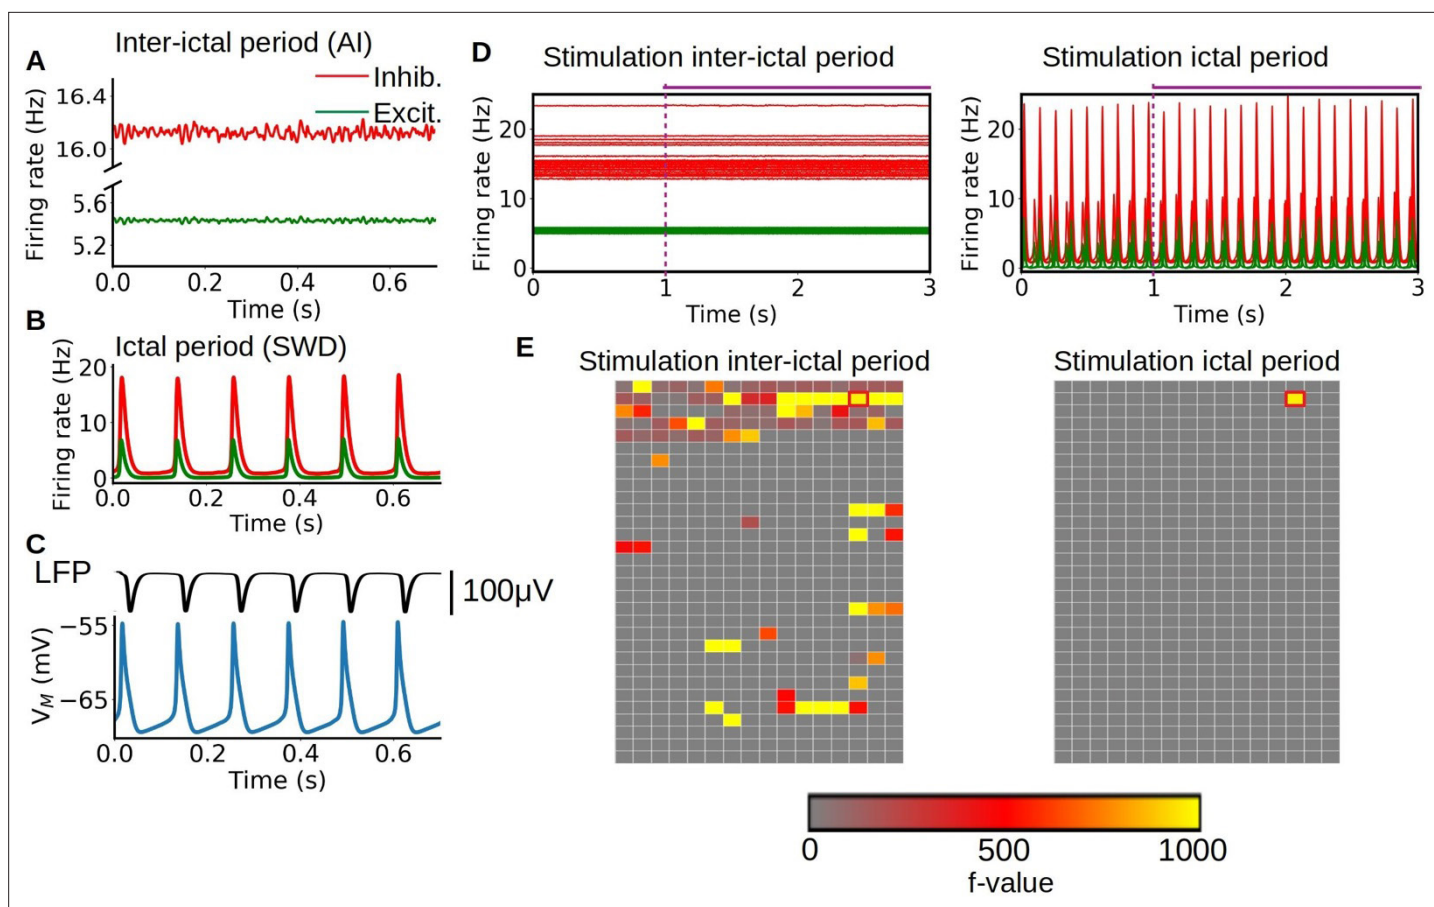 A
Inter-ictal period (AI)
Inhib.
Excit.
Firing rate (Hz)
16.4
16.0
5.6
5.2
0.0 0.2 0.4 0.6
Time (s)
B
Ictal period (SWD)
Firing rate (Hz)
20
10
0
0.0 0.2 0.4 0.6
Time (s)
C
LFP
100µV
V_M (mV)
−55
−65
0.0 0.2 0.4 0.6
Time (s)
D
Stimulation inter-ictal period
Firing rate (Hz)
20
10
0
0 1 2 3
Time (s)
Stimulation ictal period
Firing rate (Hz)
20
10
0
0 1 2 3
Time (s)
E
Stimulation inter-ictal period
Stimulation ictal period
0 500 1000
f-value